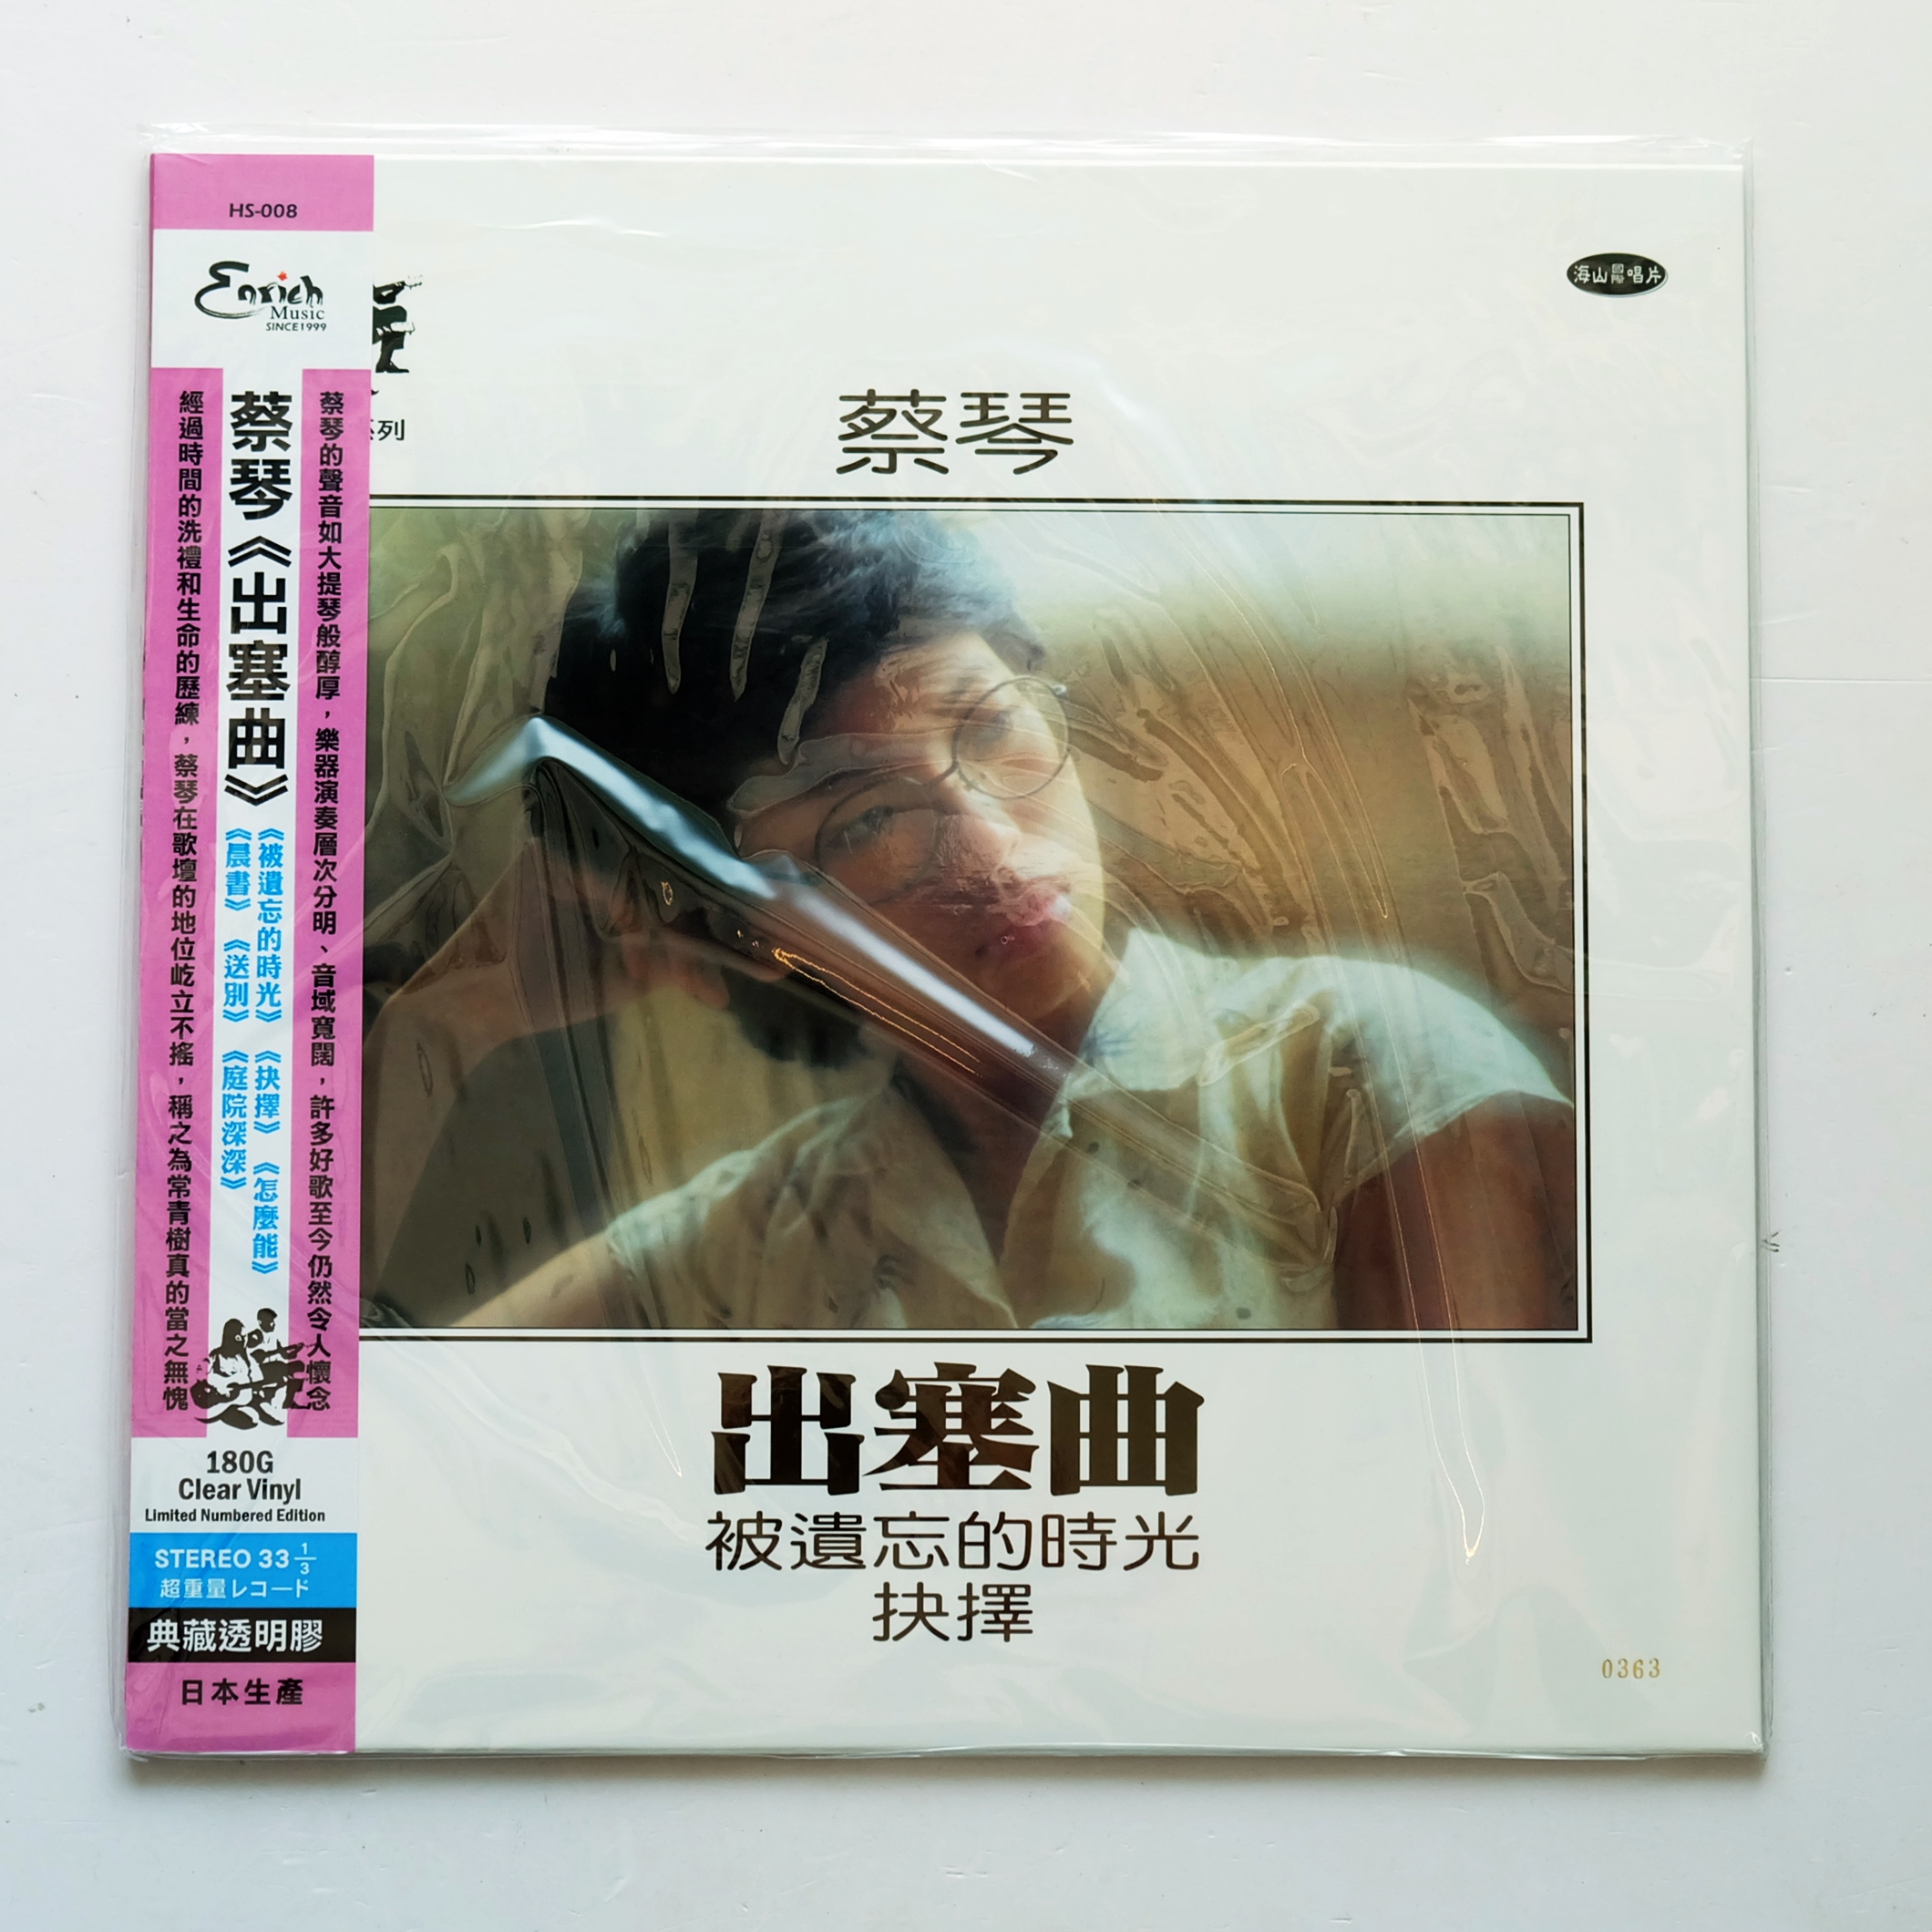 HS-008
Enrich
Music
SINCE1999
蔡琴的聲音如大提琴般醇厚，樂器演奏層次分明、音域寬闊，許多好歌至今仍然令人懷念
蔡琴《出塞曲》
《被遺忘的時光》《抉擇》《怎麼能》
《晨書》《送別》《庭院深深》
經過時間的洗禮和生命的歷練，蔡琴在歌壇的地位屹立不搖，稱之為常青樹真的當之無愧
180G
Clear Vinyl
Limited Numbered Edition
STEREO 33 1/3
超重量レコード
典藏透明膠
日本生產
列
海山唱片
蔡琴
出塞曲
被遺忘的時光
抉擇
0363